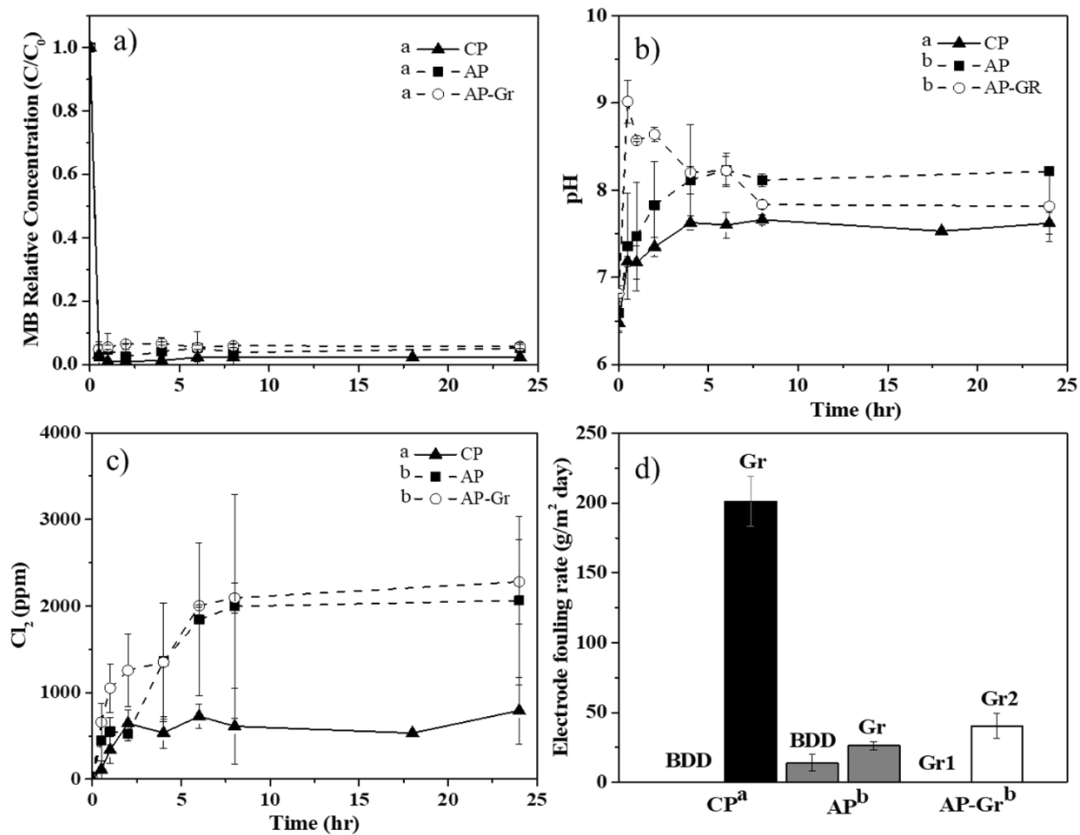 a)
a CP
a AP
a AP-Gr
MB Relative Concentration (C/C0)
1.0
0.8
0.6
0.4
0.2
0.0
0 5 10 15 20 25
b)
a CP
b AP
b AP-GR
pH
10
9
8
7
6
0 5 10 15 20 25
Time (hr)
c)
a CP
b AP
b AP-Gr
Cl2 (ppm)
4000
3000
2000
1000
0
0 5 10 15 20 25
Time (hr)
d)
Electrode fouling rate (g/m² day)
250
200
150
100
50
0
Gr
BDD
BDD
Gr
Gr1
Gr2
CPᵃ APᵇ AP-Grᵇ